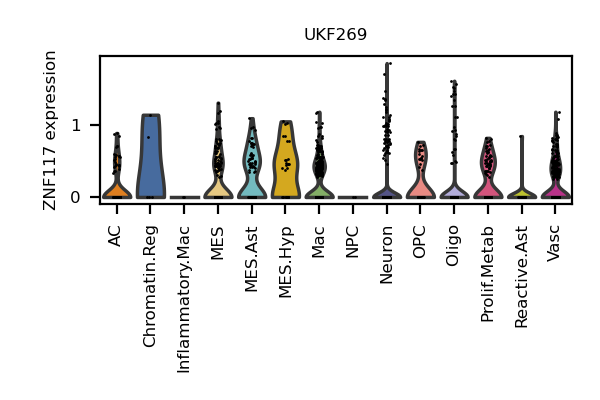 UKF269
ZNF117 expression
1
0
AC
Chromatin.Reg
Inflammatory.Mac
MES
MES.Ast
MES.Hyp
Mac
NPC
Neuron
OPC
Oligo
Prolif.Metab
Reactive.Ast
Vasc